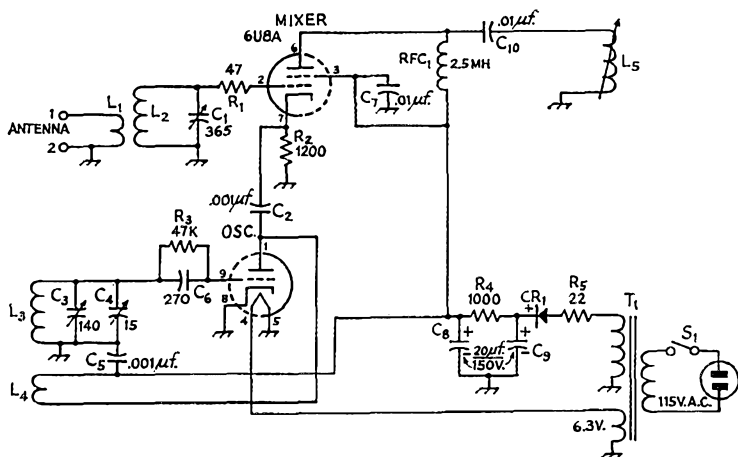 MIXER
6U8A
6
.01µf.
C10
RFC1
2.5MH
L5
47
R1
2
3
C7
.01µf.
7
R2
1200
L1
L2
C1
365
1
ANTENNA
2
.00µf.
C2
OSC.
1
R3
47K
9
270
C6
8
4
5
L3
C3
140
C4
15
C5
.001µf.
L4
R4
1000
CR1
+
R5
22
T1
S1
C8
+
20µf.
150V.
+
C9
115V.A.C.
6.3V.